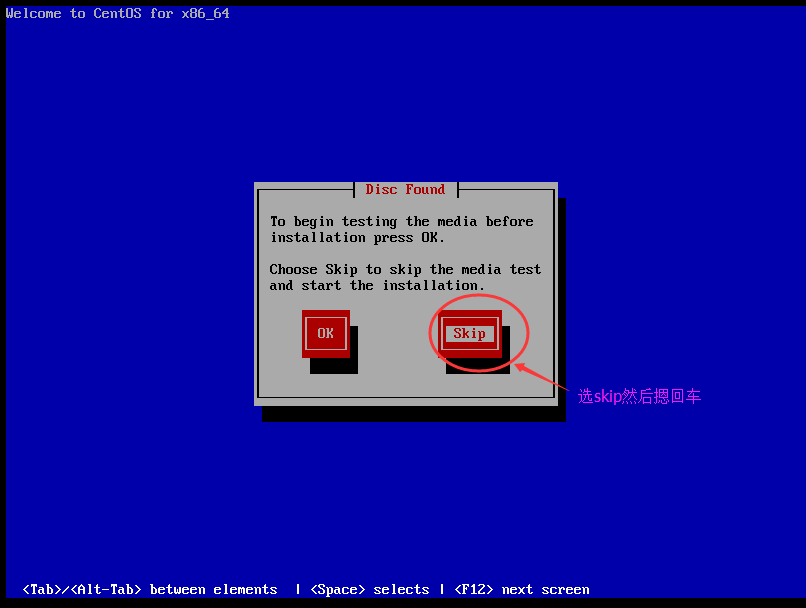 Welcome to CentOS for x86_64
Disc Found
To begin testing the media before
installation press OK.
Choose Skip to skip the media test
and start the installation.
OK Skip
选skip然后摁回车
<Tab>/<Alt-Tab> between elements | <Space> selects | <F12> next screen